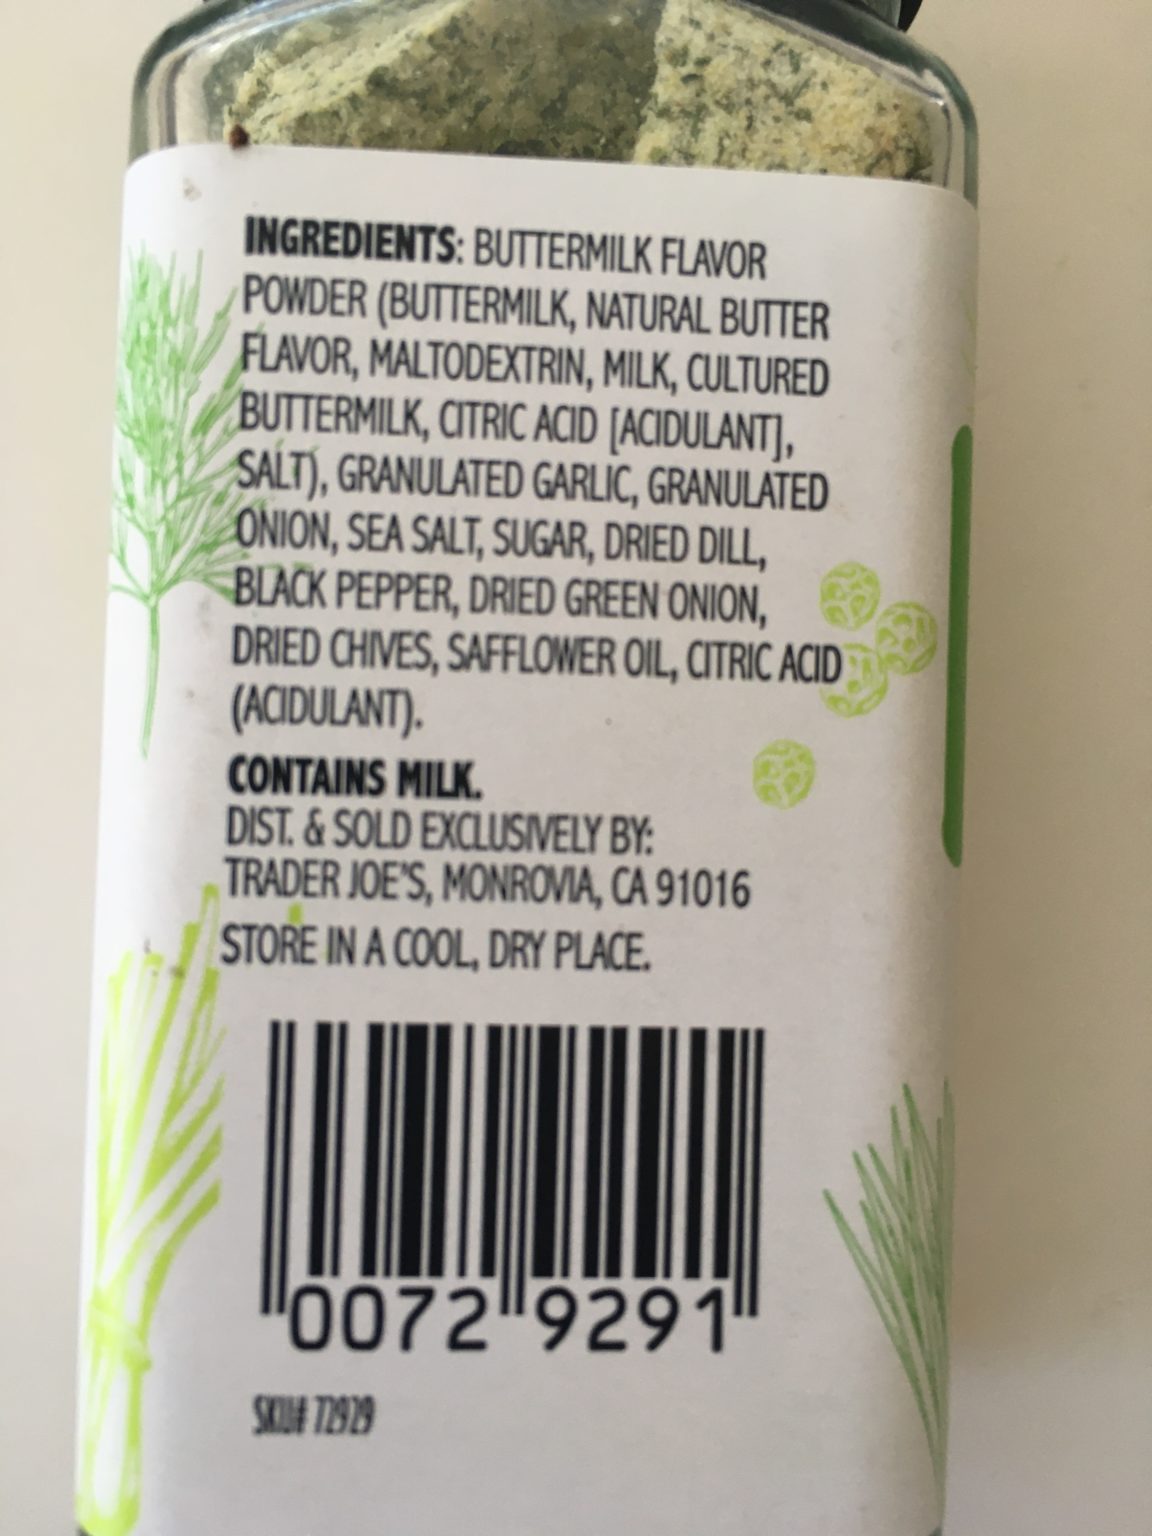 INGREDIENTS: BUTTERMILK FLAVOR
POWDER (BUTTERMILK, NATURAL BUTTER
FLAVOR, MALTODEXTRIN, MILK, CULTURED
BUTTERMILK, CITRIC ACID [ACIDULANT],
SALT), GRANULATED GARLIC, GRANULATED
ONION, SEA SALT, SUGAR, DRIED DILL,
BLACK PEPPER, DRIED GREEN ONION,
DRIED CHIVES, SAFFLOWER OIL, CITRIC ACID
(ACIDULANT).
CONTAINS MILK.
DIST. & SOLD EXCLUSIVELY BY:
TRADER JOE'S, MONROVIA, CA 91016
STORE IN A COOL, DRY PLACE.
0072 9291
SKU# 72929